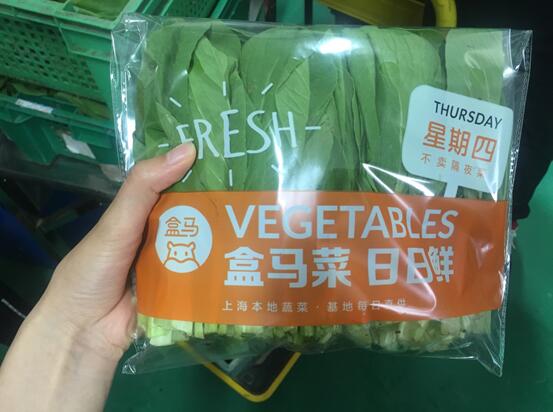 FRESH
THURSDAY
星期四
不卖隔夜菜
盒马
VEGETABLES
盒马菜 日日鲜
上海本地蔬菜·基地每日直供